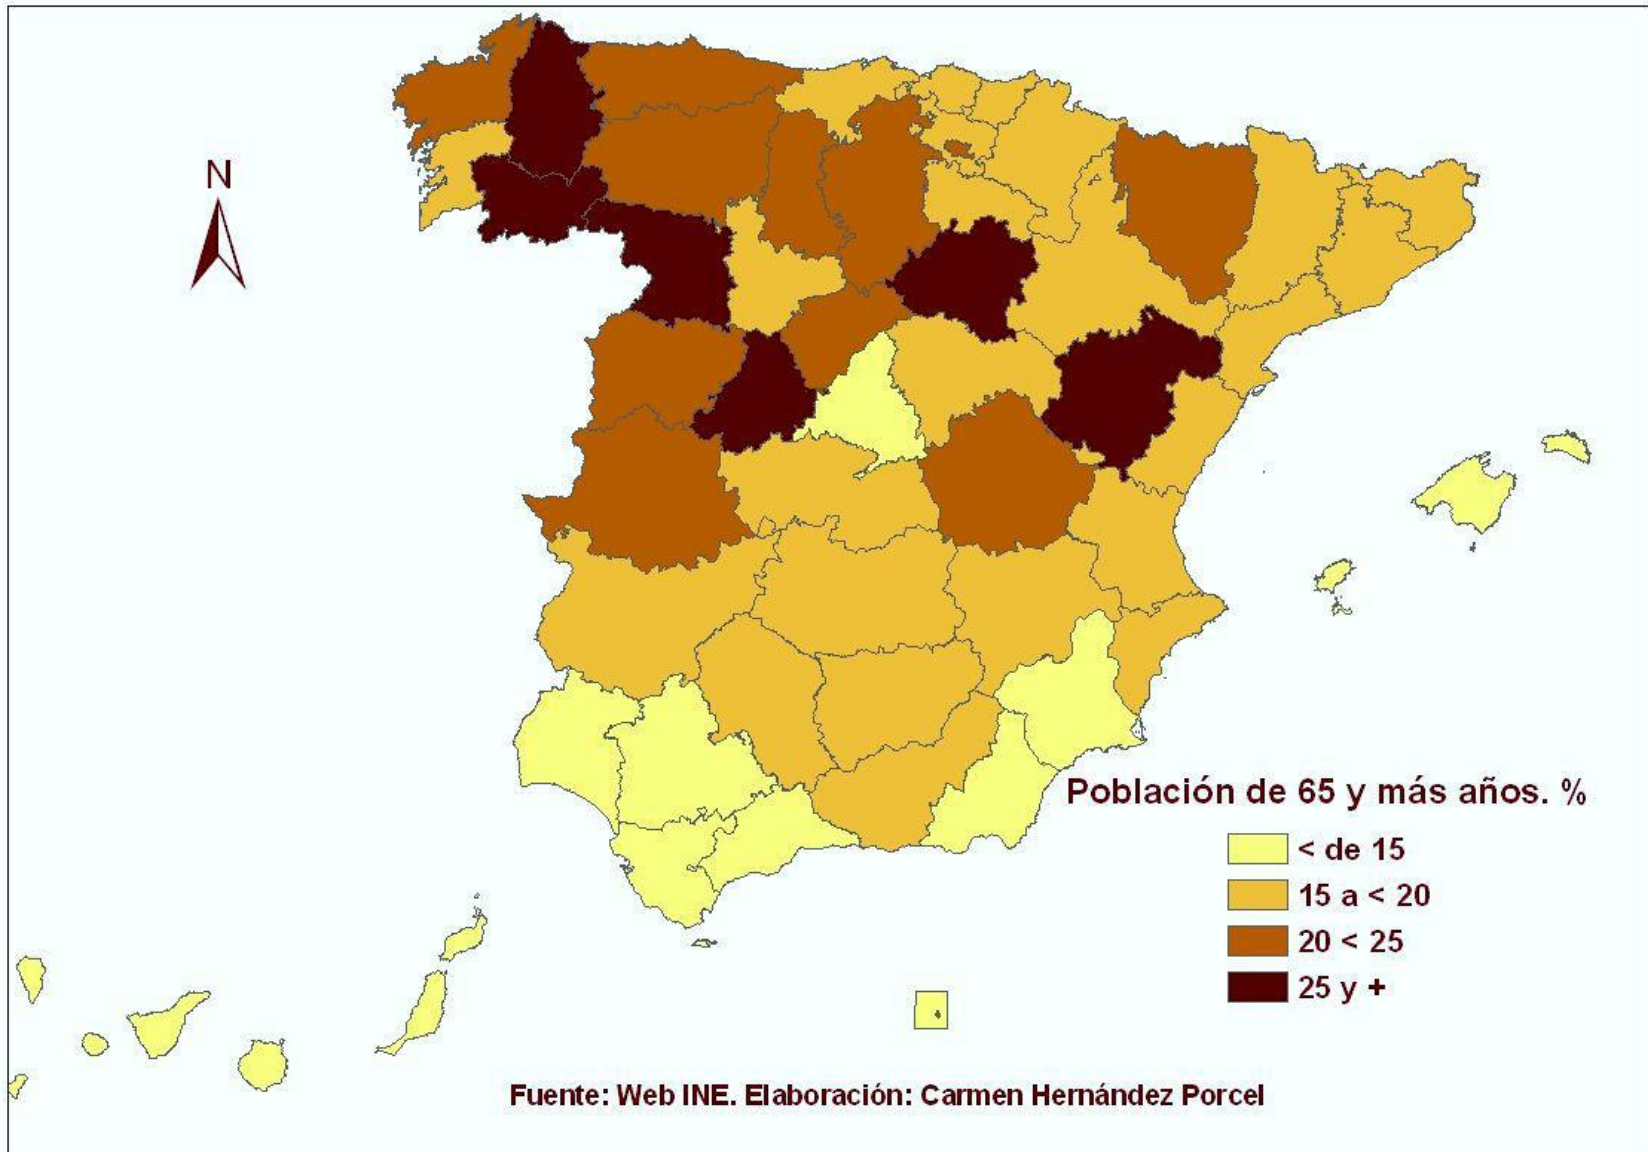 N
Población de 65 y más años. %
< de 15
15 a < 20
20 < 25
25 y +
Fuente: Web INE. Elaboración: Carmen Hernández Porcel